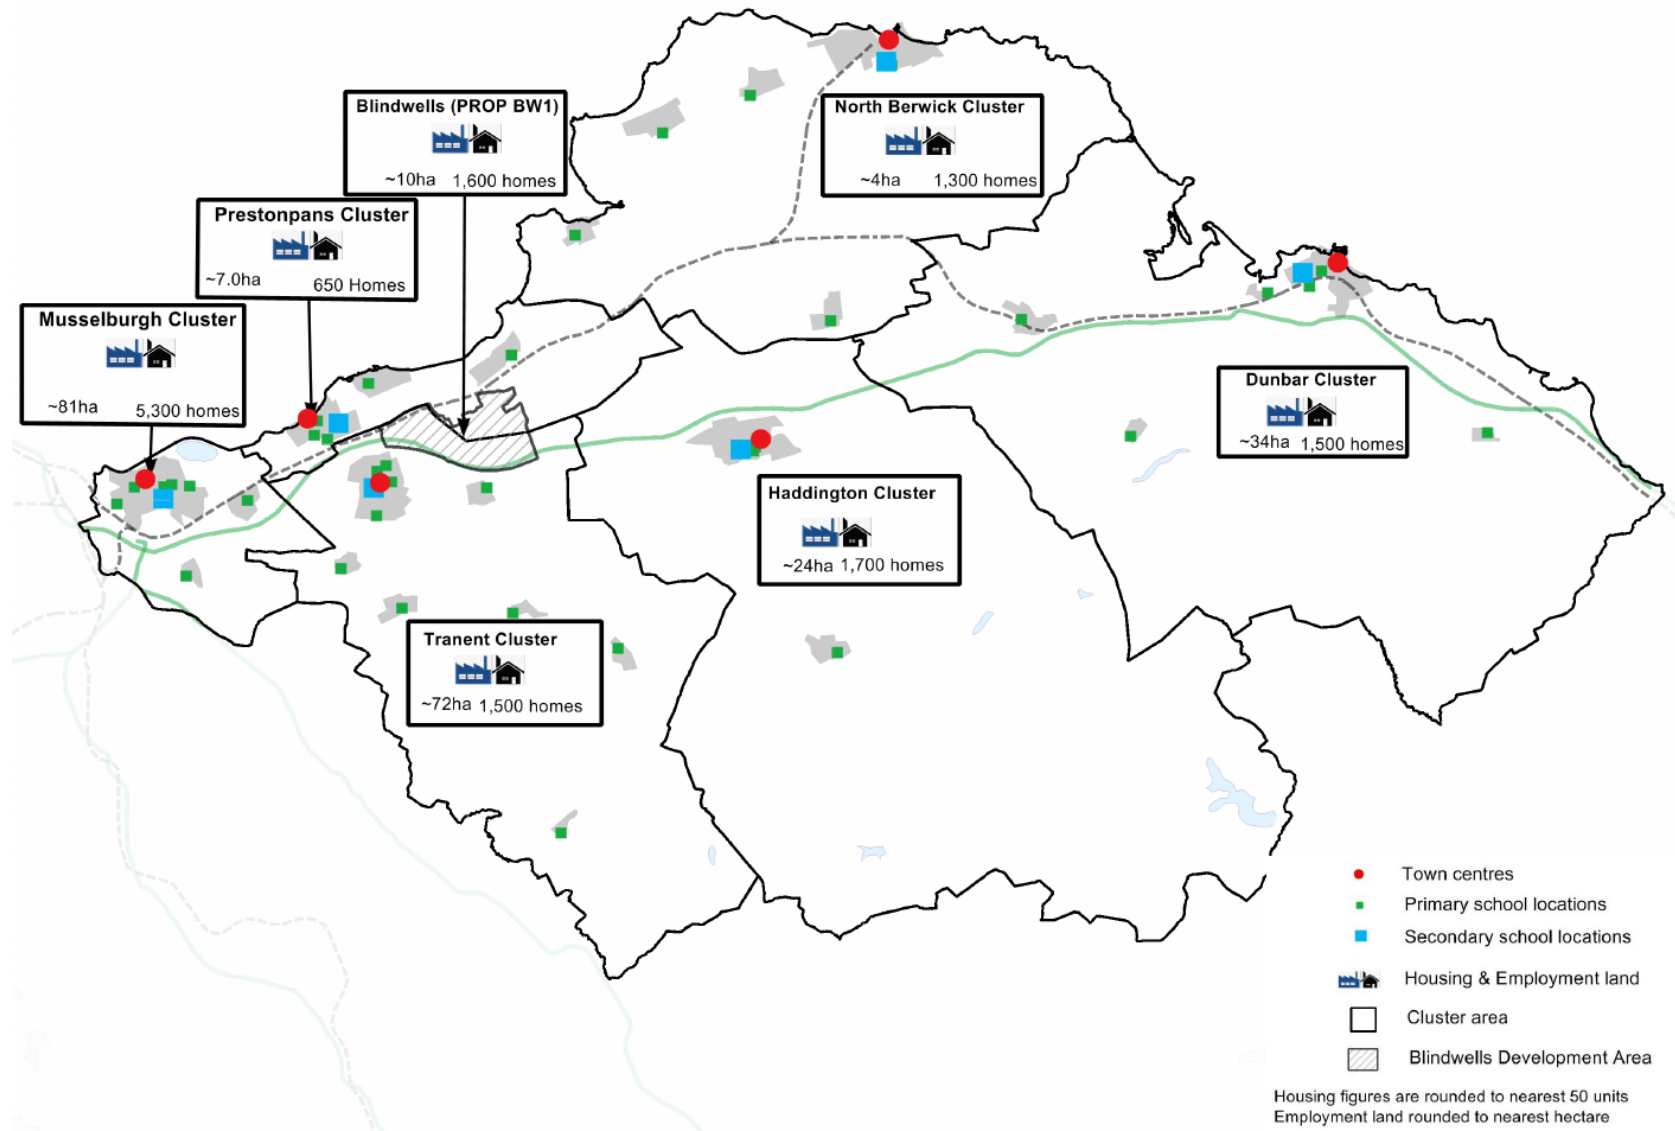 Blindwells (PROP BW1)
~10ha 1,600 homes
North Berwick Cluster
~4ha 1,300 homes
Prestonpans Cluster
~7.0ha 650 Homes
Musselburgh Cluster
~81ha 5,300 homes
Dunbar Cluster
~34ha 1,500 homes
Haddington Cluster
~24ha 1,700 homes
Tranent Cluster
~72ha 1,500 homes
Town centres
Primary school locations
Secondary school locations
Housing & Employment land
Cluster area
Blindwells Development Area
Housing figures are rounded to nearest 50 units
Employment land rounded to nearest hectare